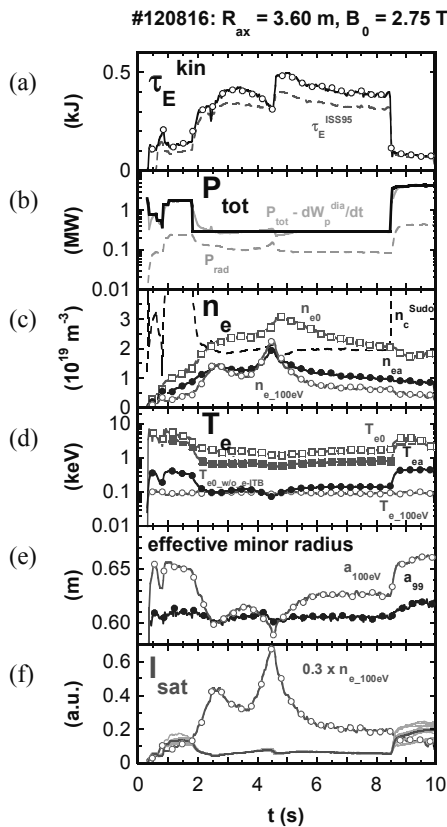 #120816: R_ax = 3.60 m, B_0 = 2.75 T
(a)
(kJ)
0.5
0
τ_E^kin
τ_E^ISS95
(b)
(MW)
1
0.1
0.01
P_tot
P_tot - dW_p^dia/dt
P_rad
(c)
(10^19 m^-3)
3
2
1
0
n_e
n_e0
n_c^Sudo
n_ea
n_e_100eV
(d)
(keV)
10
1
0.1
0.01
T_e
T_e0
T_ea
T_e0_w/o_e-ITB
T_e_100eV
(e)
(m)
0.65
0.60
effective minor radius
a_100eV
a_99
(f)
(a.u.)
0.6
0.4
0.2
0
I_sat
0.3 x n_e_100eV
0 2 4 6 8 10
t (s)